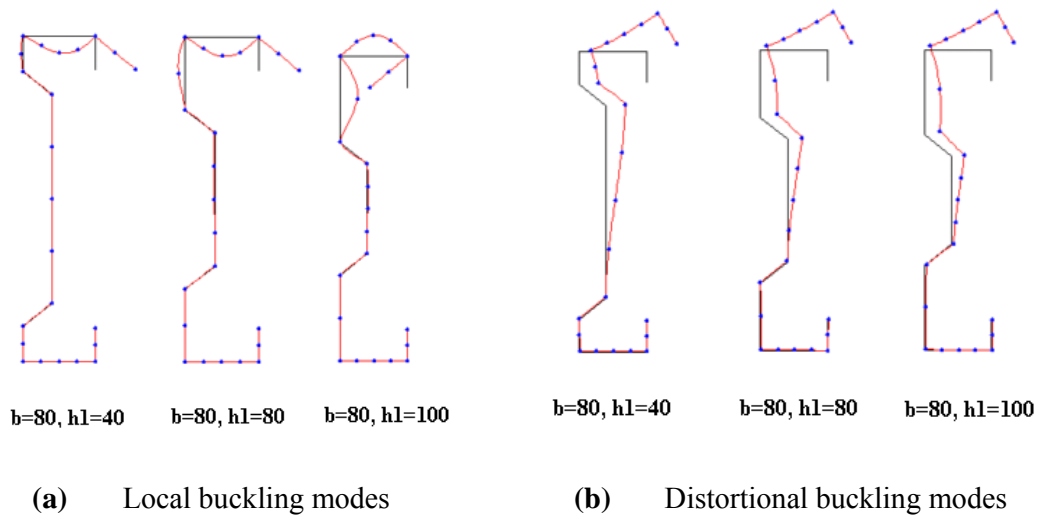 b=80, h1=40 b=80, h1=80 b=80, h1=100 b=80, h1=40 b=80, h1=80 b=80, h1=100
(a) Local buckling modes (b) Distortional buckling modes